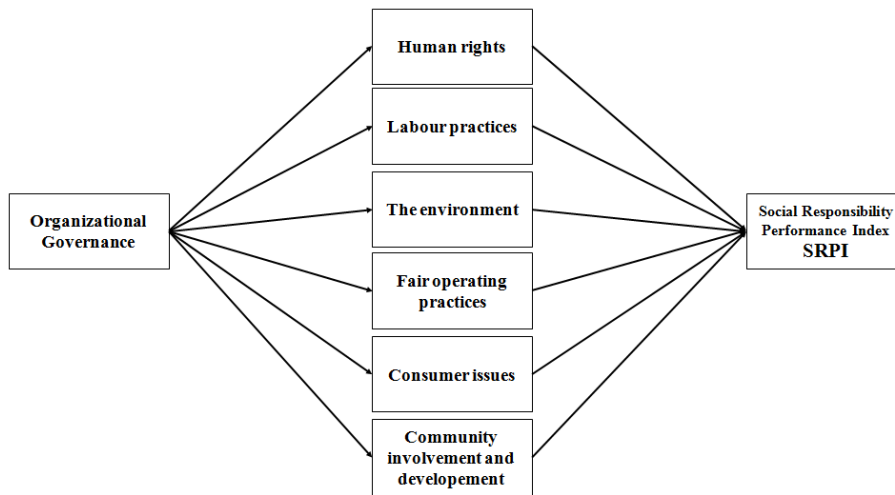 Human rights
Labour practices
Organizational
Governance
The environment
Social Responsibility
Performance Index
SRPI
Fair operating
practices
Consumer issues
Community
involvement and
developement